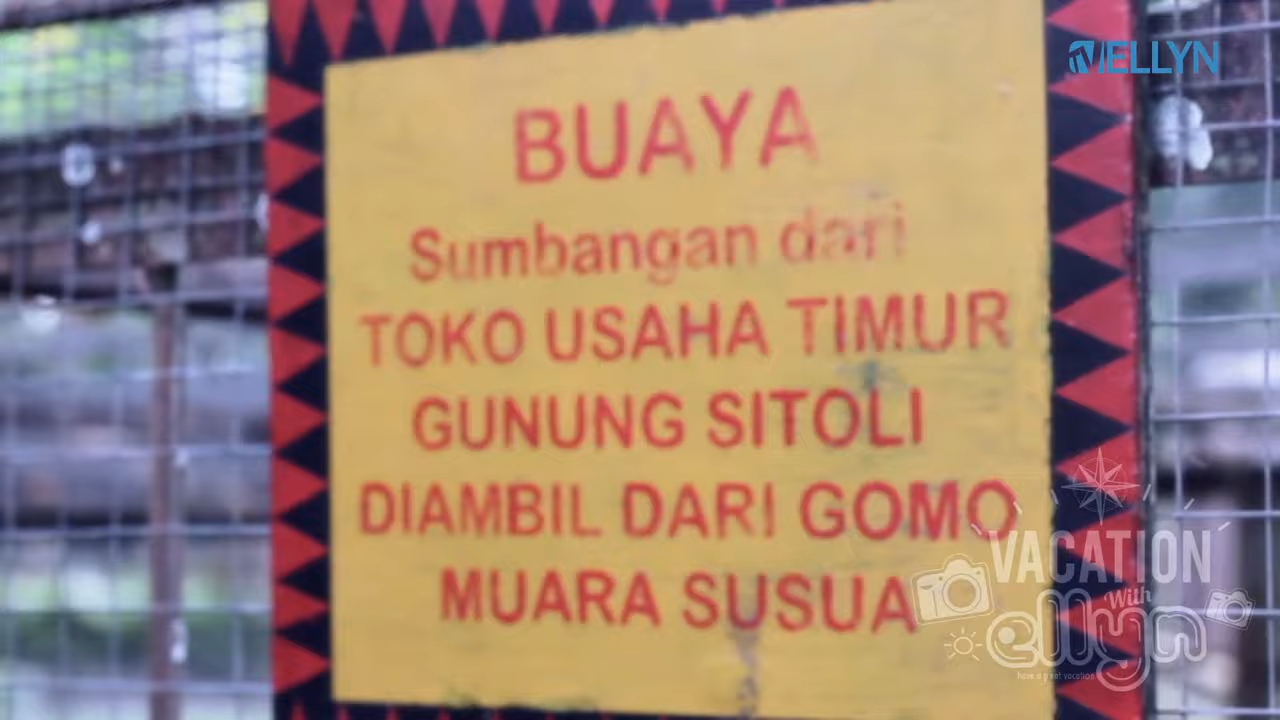 ELLYN
BUAYA
Sumbangan dari
TOKO USAHA TIMUR
GUNUNG SITOLI
DIAMBIL DARI GOMO
MUARA SUSUA
VACATION
With
ellyn
have a great vacation